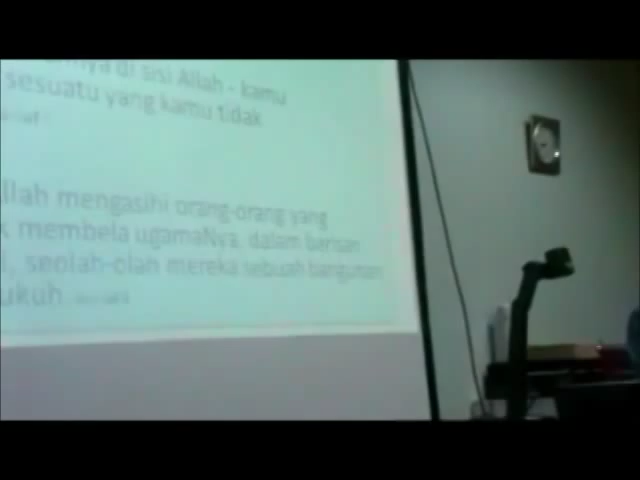 di sisi Allah - kamu
sesuatu yang kamu tidak
mengasihi orang-orang yang
membela ugamaNya, dalam barisan
seolah-olah mereka sebuah bangunan
ukuh